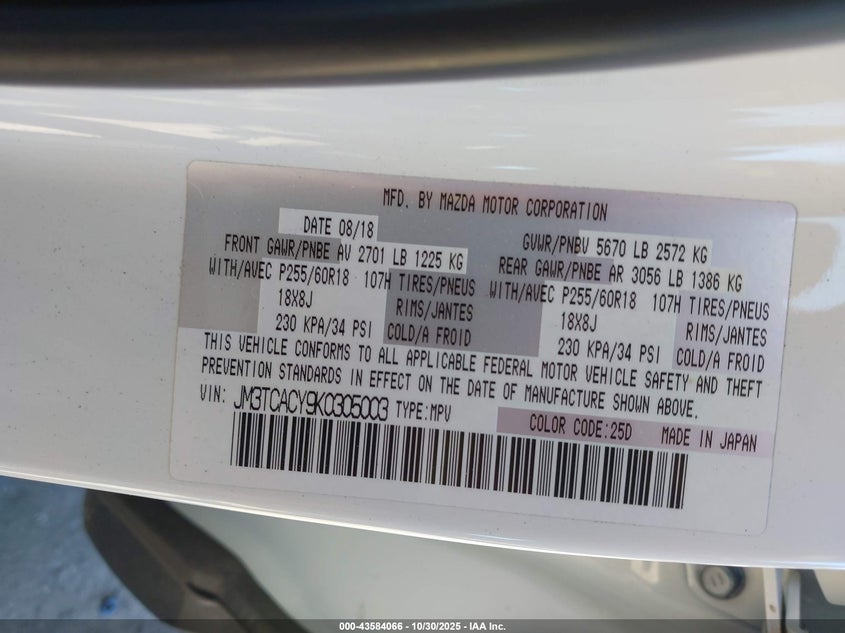 MFD. BY MAZDA MOTOR CORPORATION
DATE 08/18
GVWR/PNBV 5670 LB 2572 KG
FRONT GAWR/PNBE AV 2701 LB 1225 KG
REAR GAWR/PNBE AR 3056 LB 1386 KG
WITH/AVEC P255/60R18 107H TIRES/PNEUS
18X8J RIMS/JANTES
230 KPA/34 PSI COLD/A FROID
WITH/AVEC P255/60R18 107H TIRES/PNEUS
18X8J RIMS/JANTES
230 KPA/34 PSI COLD/A FROID
THIS VEHICLE CONFORMS TO ALL APPLICABLE FEDERAL MOTOR VEHICLE SAFETY AND THEFT
PREVENTION STANDARDS IN EFFECT ON THE DATE OF MANUFACTURE SHOWN ABOVE.
VIN: JM3TCACY9K0305003 TYPE:MPV
COLOR CODE:25D MADE IN JAPAN
000-43584066 - 10/30/2025 - IAA Inc.